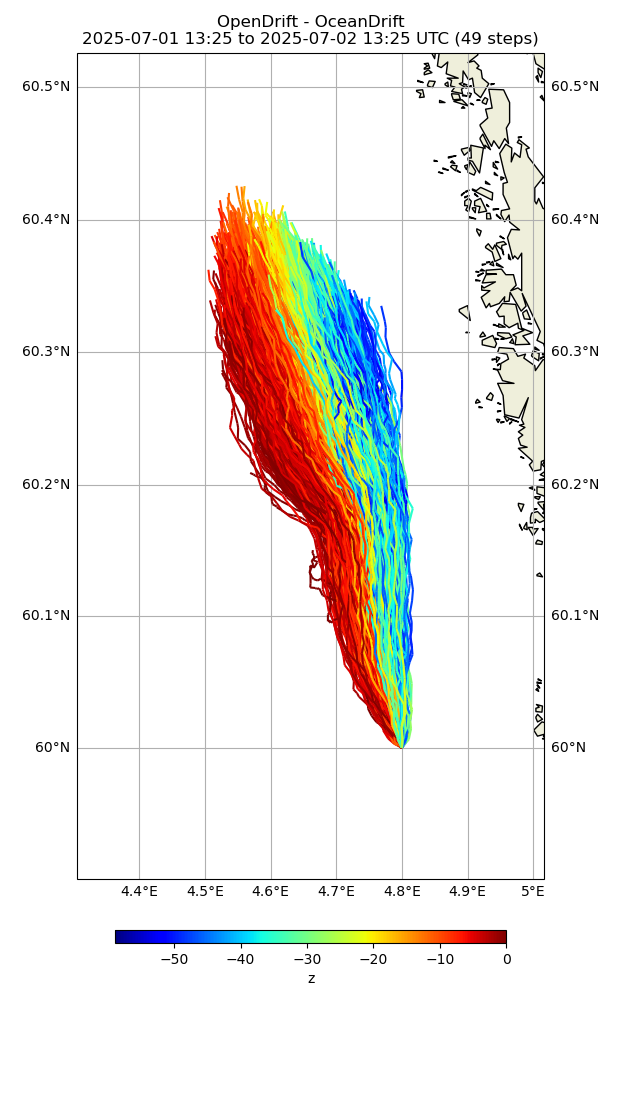 OpenDrift - OceanDrift
2025-07-01 13:25 to 2025-07-02 13:25 UTC (49 steps)
60.5°N 60.5°N
60.4°N 60.4°N
60.3°N 60.3°N
60.2°N 60.2°N
60.1°N 60.1°N
60°N 60°N
4.4°E 4.5°E 4.6°E 4.7°E 4.8°E 4.9°E 5°E
−50 −40 −30 −20 −10 0
z